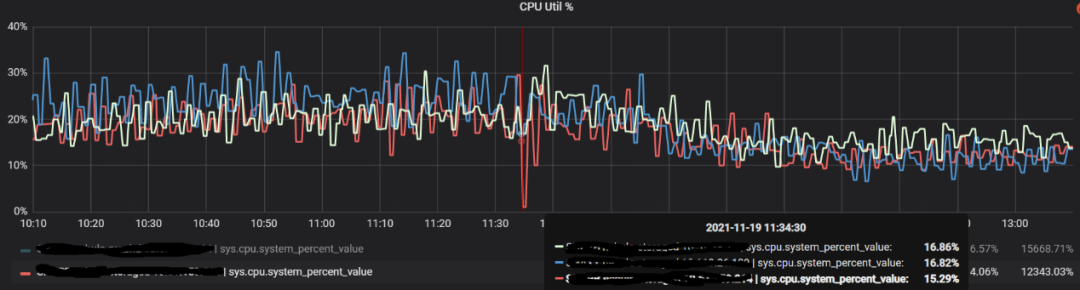 CPU Util %
40%
30%
20%
10%
0%
10:10 10:20 10:30 10:40 10:50 11:00 11:10 11:20 11:30 13:00
2021-11-19 11:34:30
| sys.cpu.system_percent_value
sys.cpu.system_percent_value: 16.86% 6.57% 15668.71%
| sys.cpu.system_percent_value: 16.82%
| sys.cpu.system_percent_value
| sys.cpu.system_percent_value: 15.29% 4.06% 12343.03%